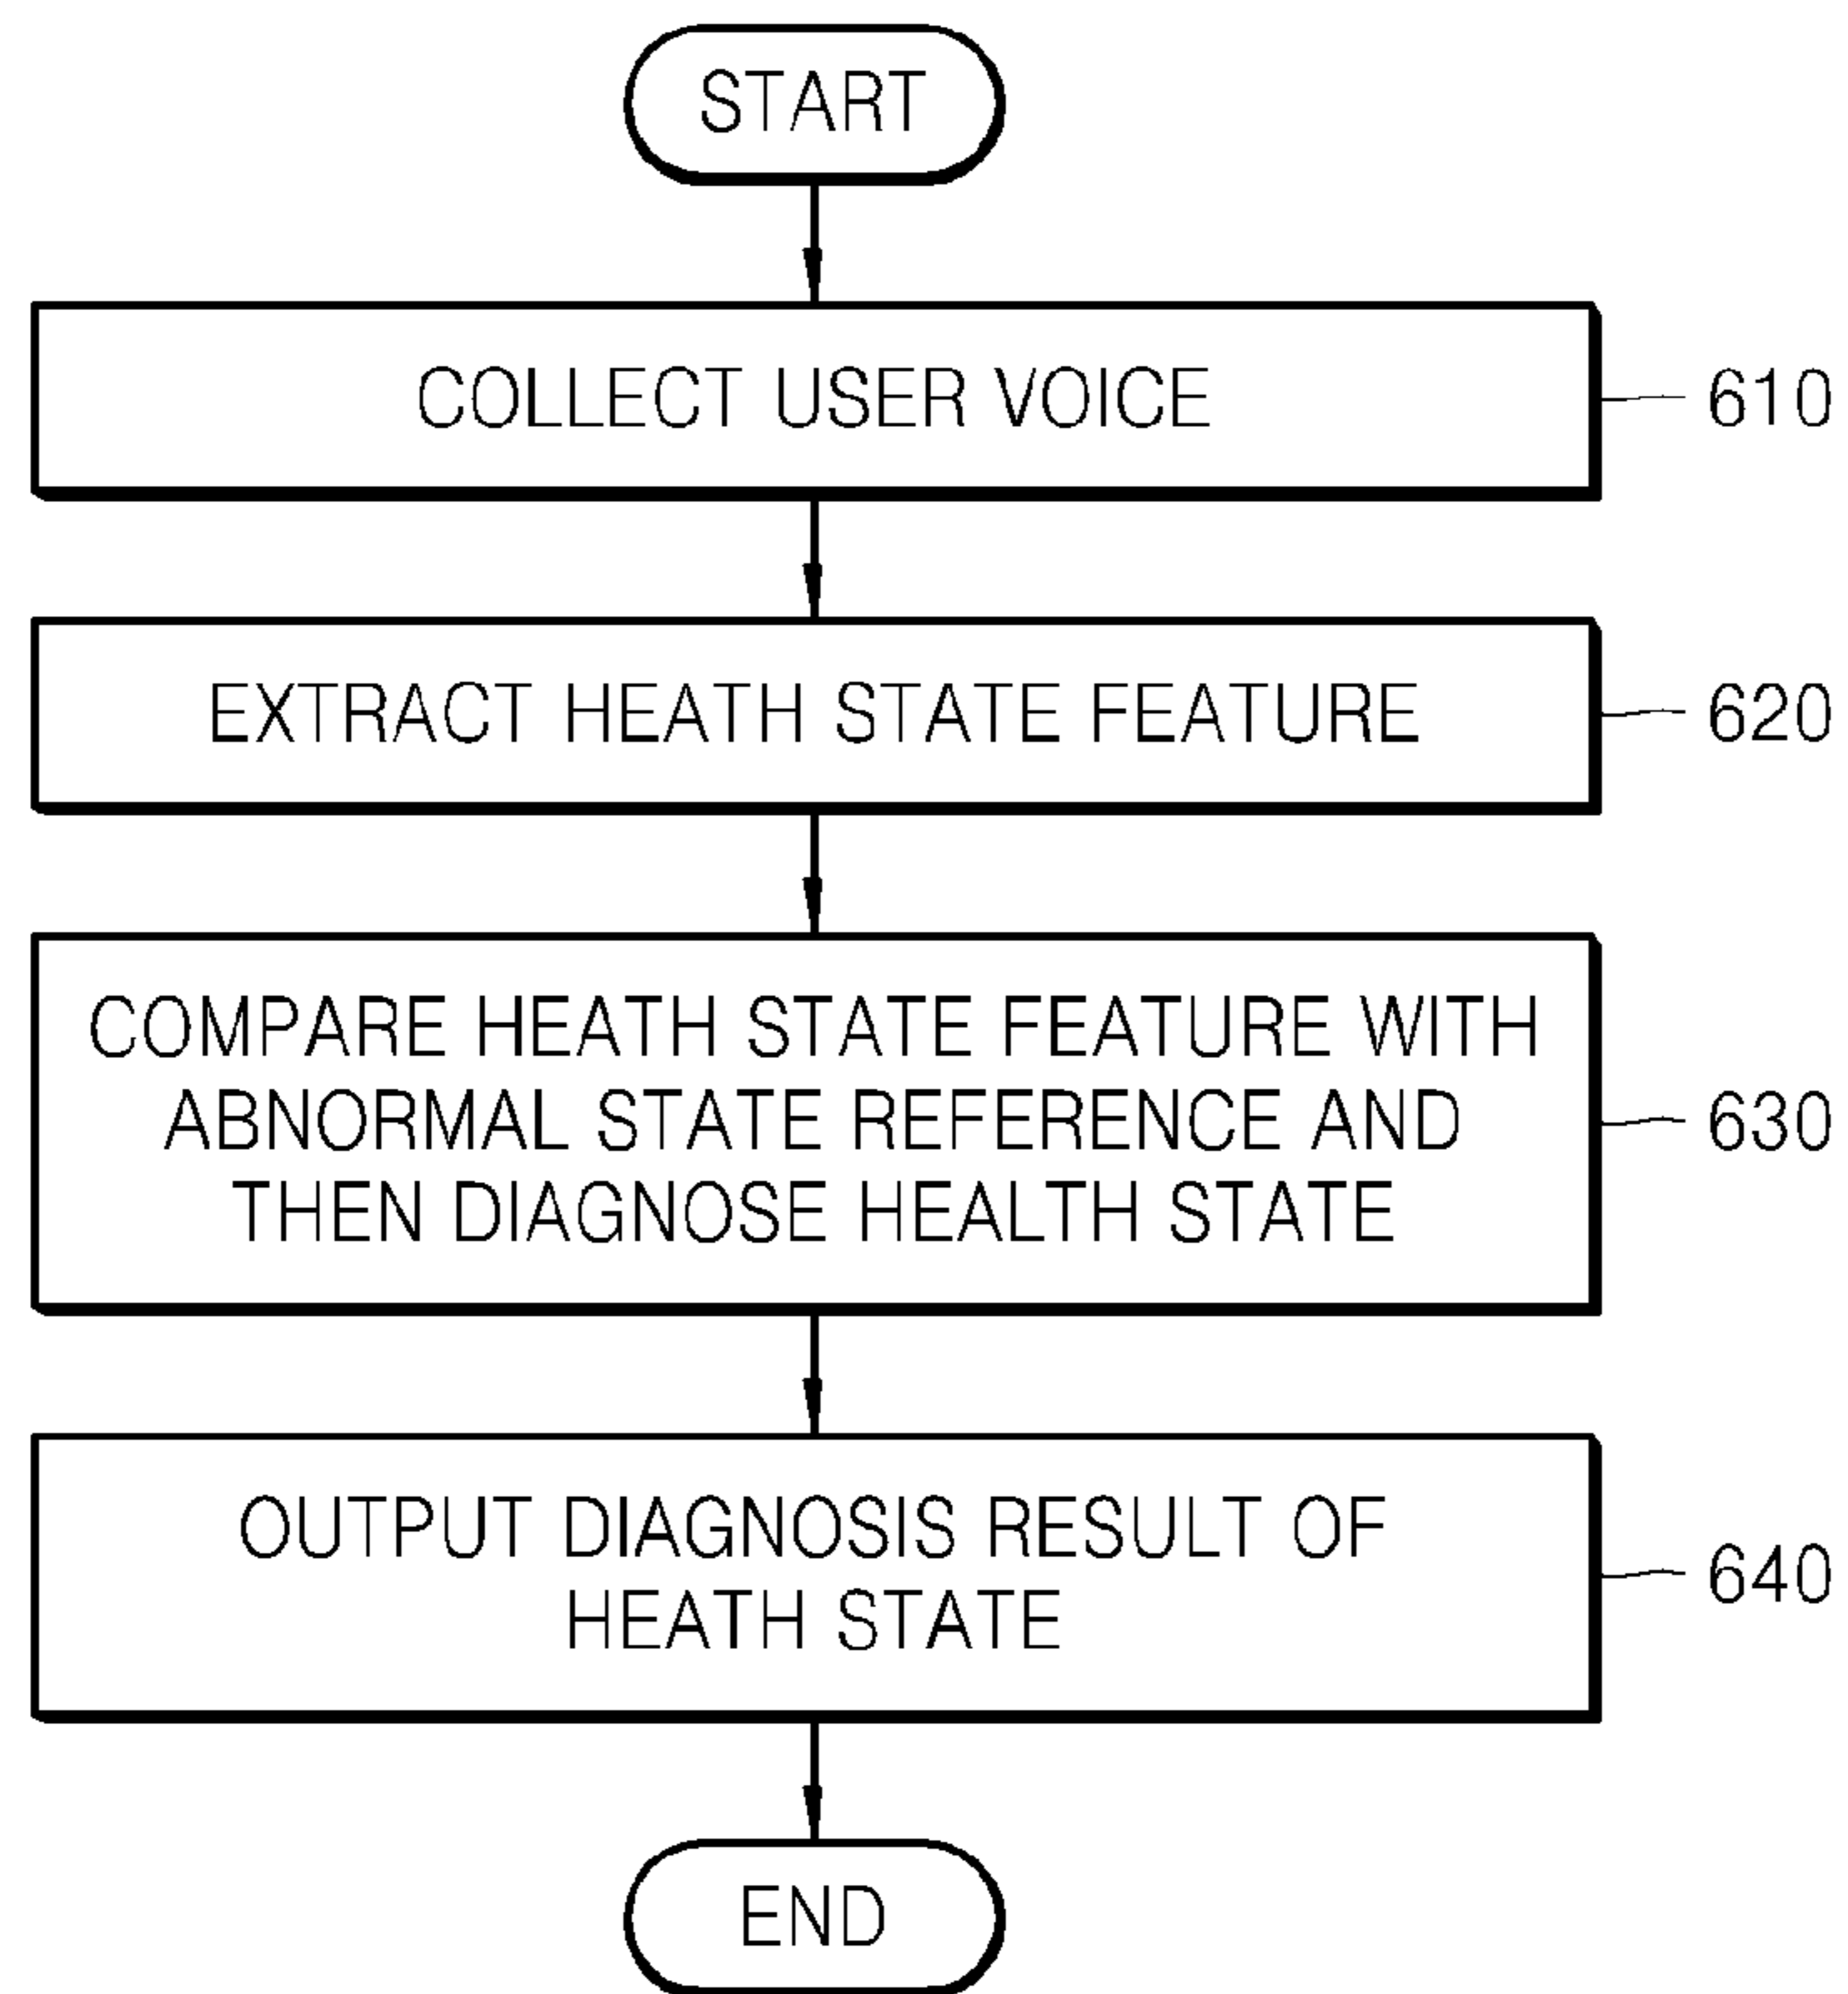 START
COLLECT USER VOICE
610
EXTRACT HEATH STATE FEATURE
620
COMPARE HEATH STATE FEATURE WITH
ABNORMAL STATE REFERENCE AND
THEN DIAGNOSE HEALTH STATE
630
OUTPUT DIAGNOSIS RESULT OF
HEATH STATE
640
END